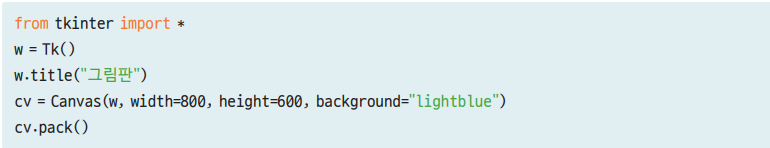 from tkinter import *
w = Tk()
w.title("그림판")
cv = Canvas(w, width=800, height=600, background="lightblue")
cv.pack()